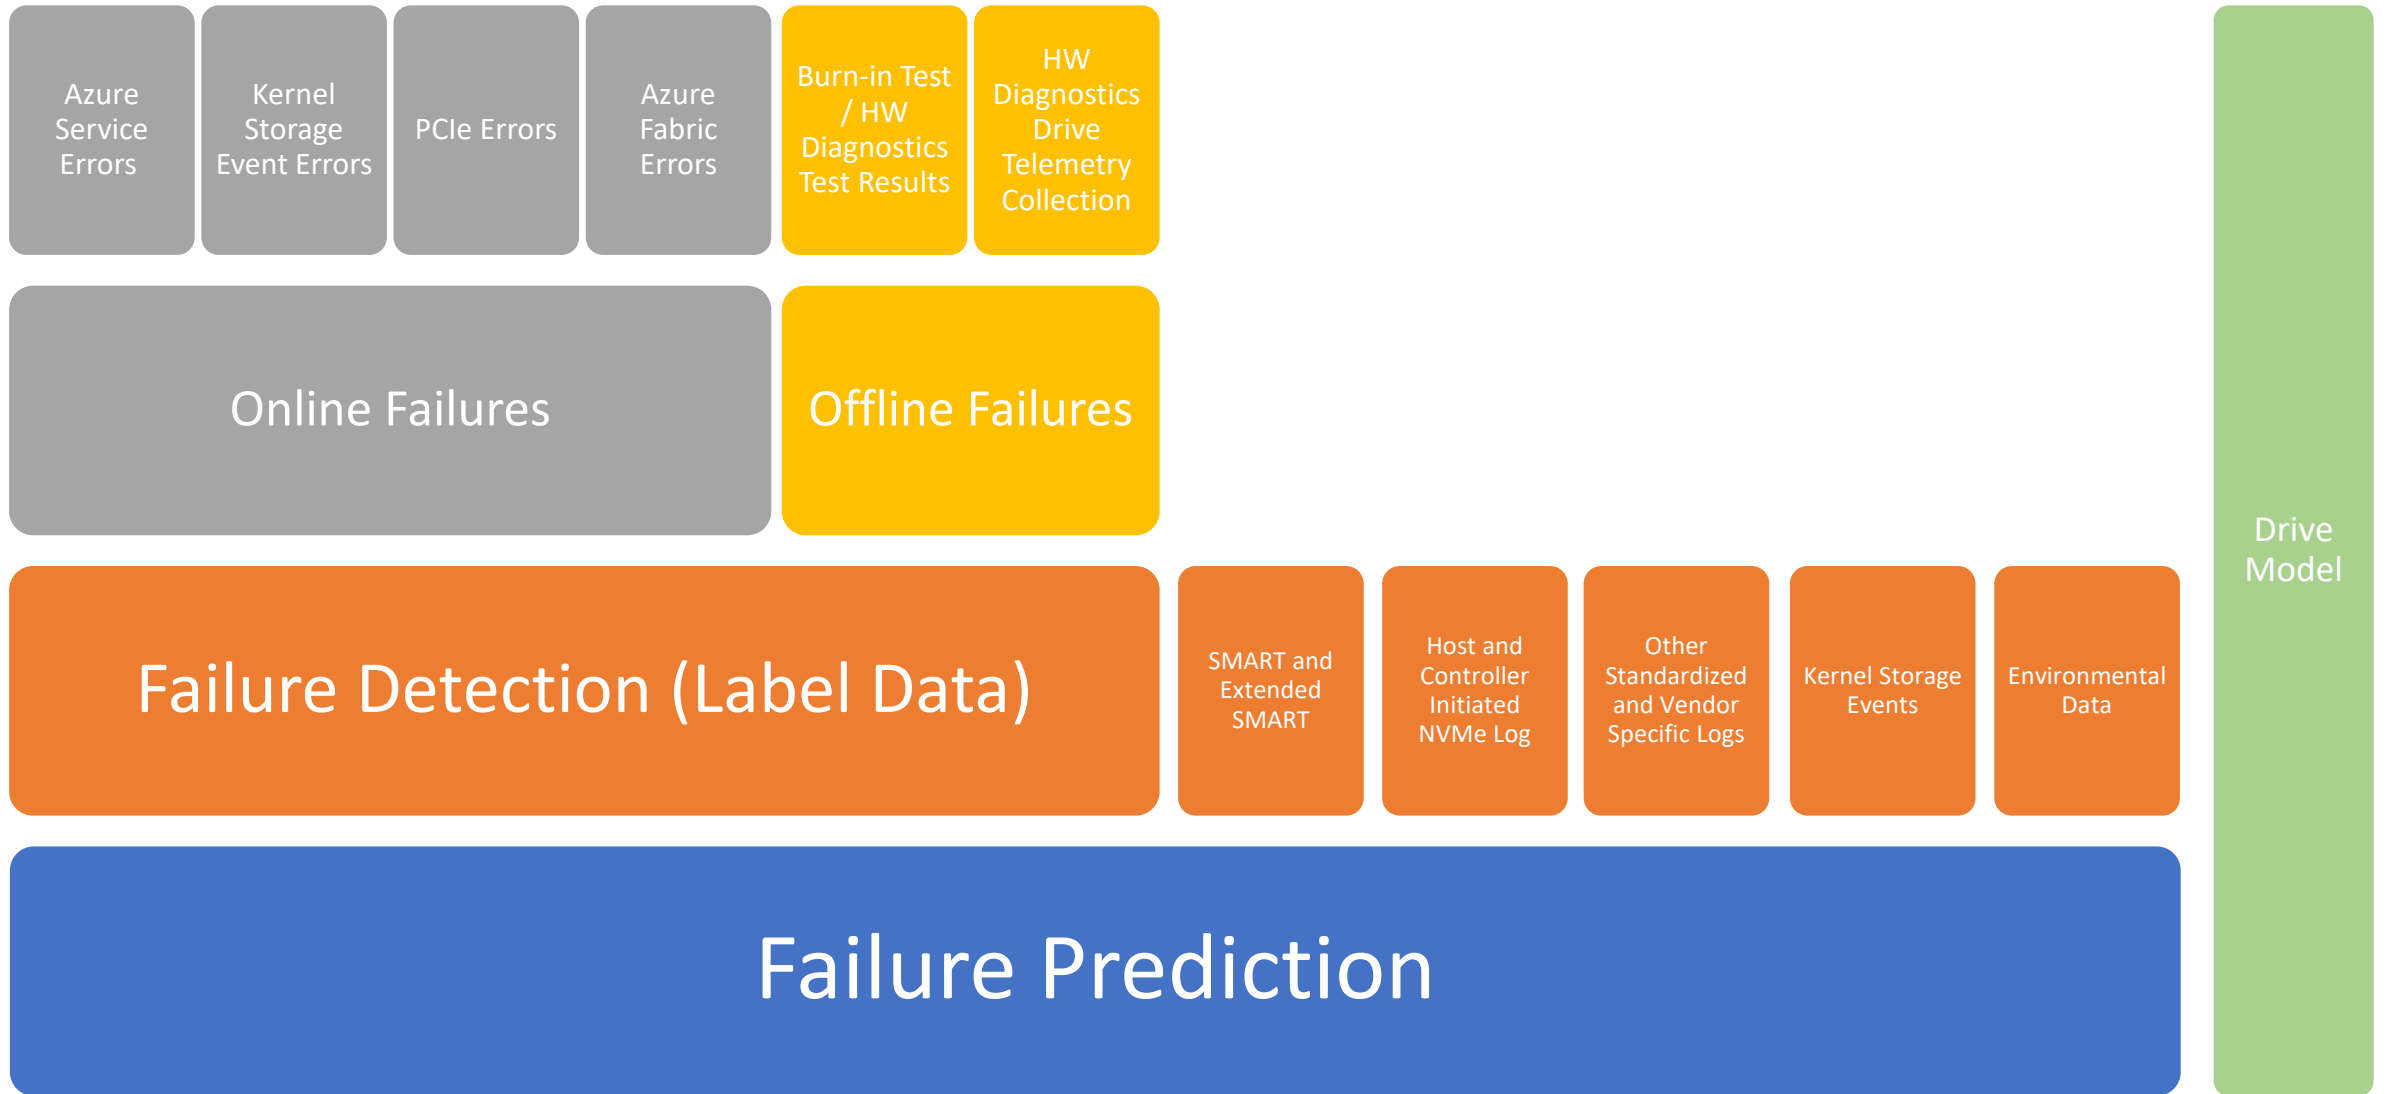 Azure
Service
Errors
Kernel
Storage
Event Errors
PCIe Errors
Azure
Fabric
Errors
Burn-in Test
/ HW
Diagnostics
Test Results
HW
Diagnostics
Drive
Telemetry
Collection
Online Failures
Offline Failures
Failure Detection (Label Data)
SMART and
Extended
SMART
Host and
Controller
Initiated
NVMe Log
Other
Standardized
and Vendor
Specific Logs
Kernel Storage
Events
Environmental
Data
Failure Prediction
Drive
Model